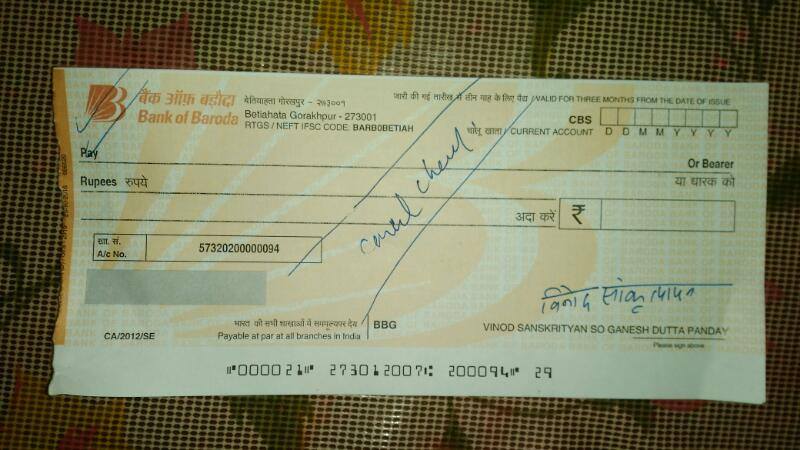 बैंक ऑफ़ बड़ौदा
Bank of Baroda
बेतियाहाता गोरखपुर - २७३००१
Betiahata Gorakhpur - 273001
RTGS / NEFT IFSC CODE: BARB0BETIAH
जारी की गई तारीख से तीन माह के लिए वैध / VALID FOR THREE MONTHS FROM THE DATE OF ISSUE
CBS
D D M M Y Y Y Y
चालू खाता / CURRENT ACCOUNT
Pay
Or Bearer
Rupees रुपये
या धारक को
अदा करें ₹
खा. सं.
A/c No. 57320200000094
विनोद सांकृत्यायन
CA/2012/SE
भारत की सभी शाखाओं में सममूल्यपर देय
Payable at par at all branches in India
BBG
VINOD SANSKRITYAN SO GANESH DUTTA PANDAY
Please sign above
⑈000021⑈ 273012007⑆ 200094⑈ 29